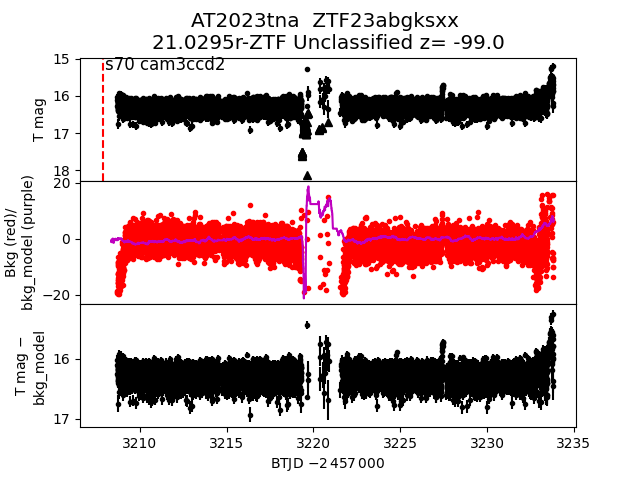 AT2023tna  ZTF23abgksxx
21.0295r-ZTF Unclassified z= -99.0
s70 cam3ccd2
T mag
15
16
17
18
Bkg (red)/
bkg_model (purple)
20
0
−20
T mag −
bkg_model
16
17
3210
3215
3220
3225
3230
3235
BTJD −2 457 000